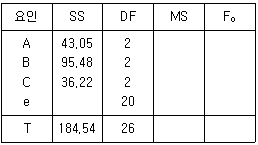 요인 SS DF MS F₀
A 43,05 2
B 95,48 2
C 36,22 2
e 20
T 184,54 26